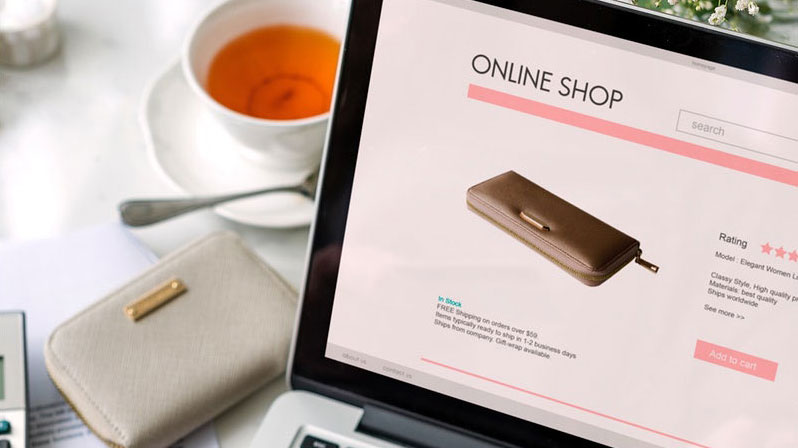 homepage
ONLINE SHOP
search
Rating
Model : Elegant Women
Classy Style, High quality
Materials: best quality
Ships worldwide
See more >>
In Stock
FREE Shipping on orders over $59.
Items typically ready to ship in 1-2 business days
Ships from company. Gift-wrap available.
Add to cart
about us
contact us